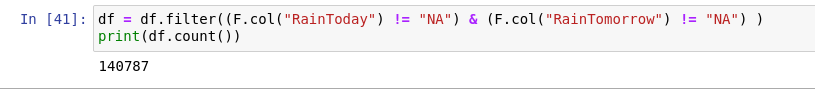 In [41]: df = df.filter((F.col("RainToday") != "NA") & (F.col("RainTomorrow") != "NA") )
print(df.count())
140787